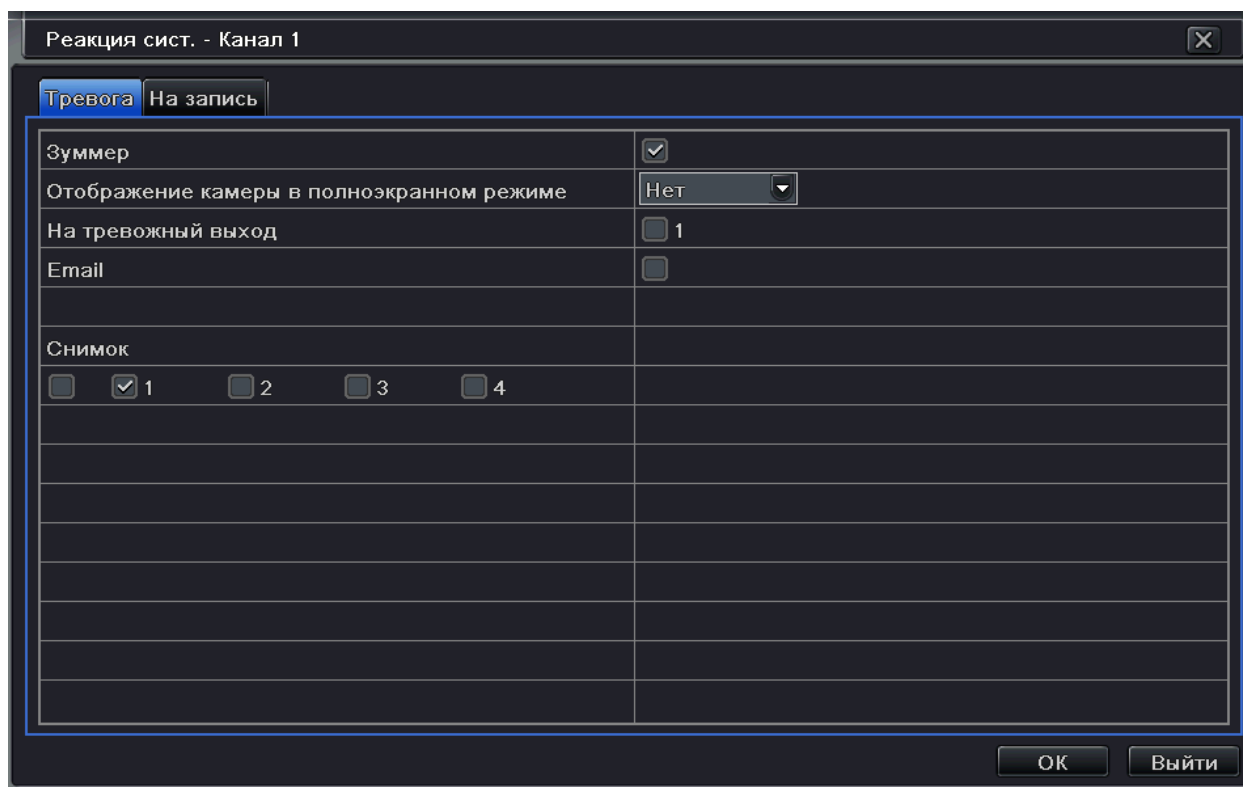 Реакция сист. - Канал 1
Тревога На запись
Зуммер
Отображение камеры в полноэкранном режиме Нет
На тревожный выход 1
Email
Снимок
1 2 3 4
ОК Выйти